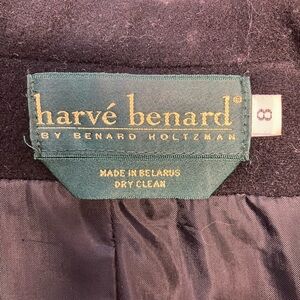 harvé benard®
BY BENARD HOLTZMAN
8
MADE IN BELARUS
DRY CLEAN